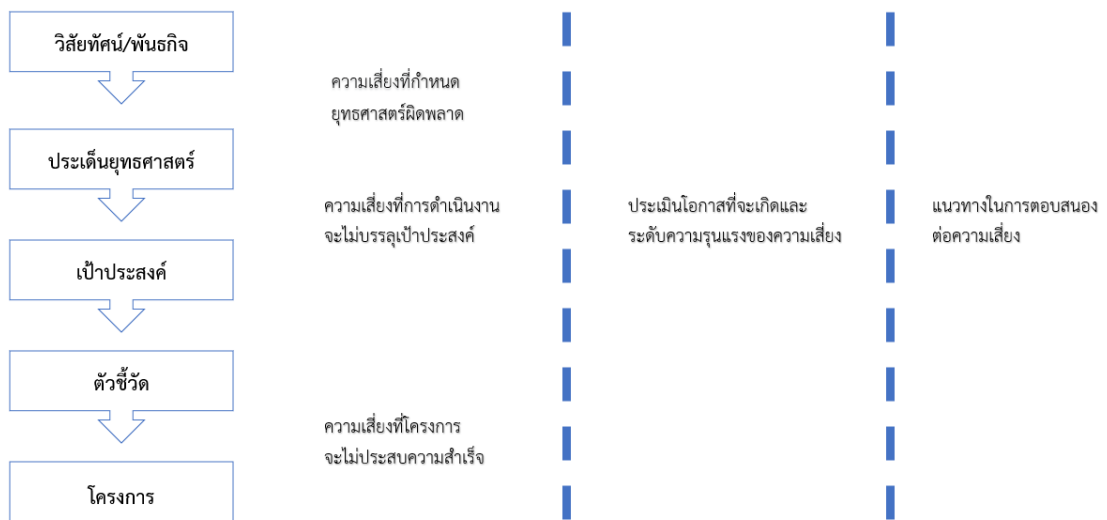 วิสัยทัศน์/พันธกิจ
ความเสี่ยงที่กำหนด
ยุทธศาสตร์ผิดพลาด
ประเด็นยุทธศาสตร์
ความเสี่ยงที่การดำเนินงาน
จะไม่บรรลุเป้าประสงค์
ประเมินโอกาสที่จะเกิดและ
ระดับความรุนแรงของความเสี่ยง
แนวทางในการตอบสนอง
ต่อความเสี่ยง
เป้าประสงค์
ตัวชี้วัด
ความเสี่ยงที่โครงการ
จะไม่ประสบความสำเร็จ
โครงการ